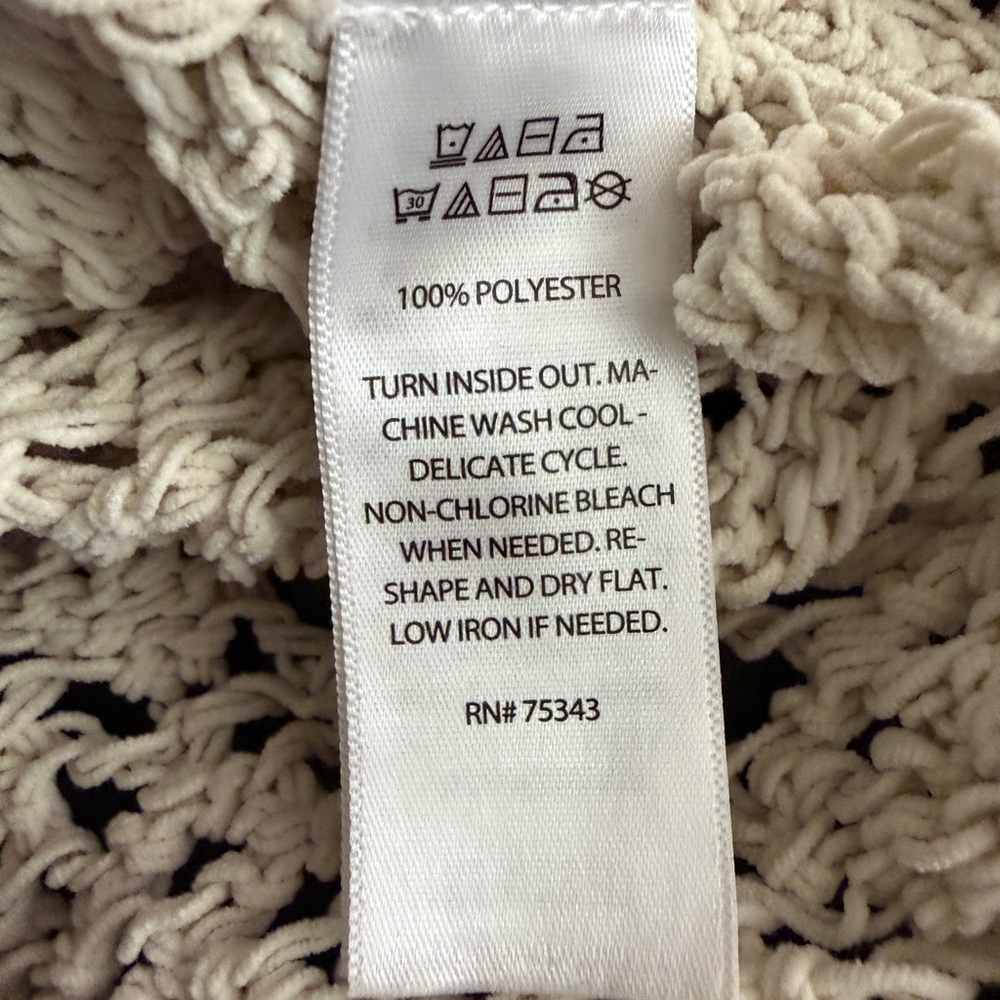 30
100% POLYESTER
TURN INSIDE OUT. MA-
CHINE WASH COOL -
DELICATE CYCLE.
NON-CHLORINE BLEACH
WHEN NEEDED. RE-
SHAPE AND DRY FLAT.
LOW IRON IF NEEDED.
RN# 75343